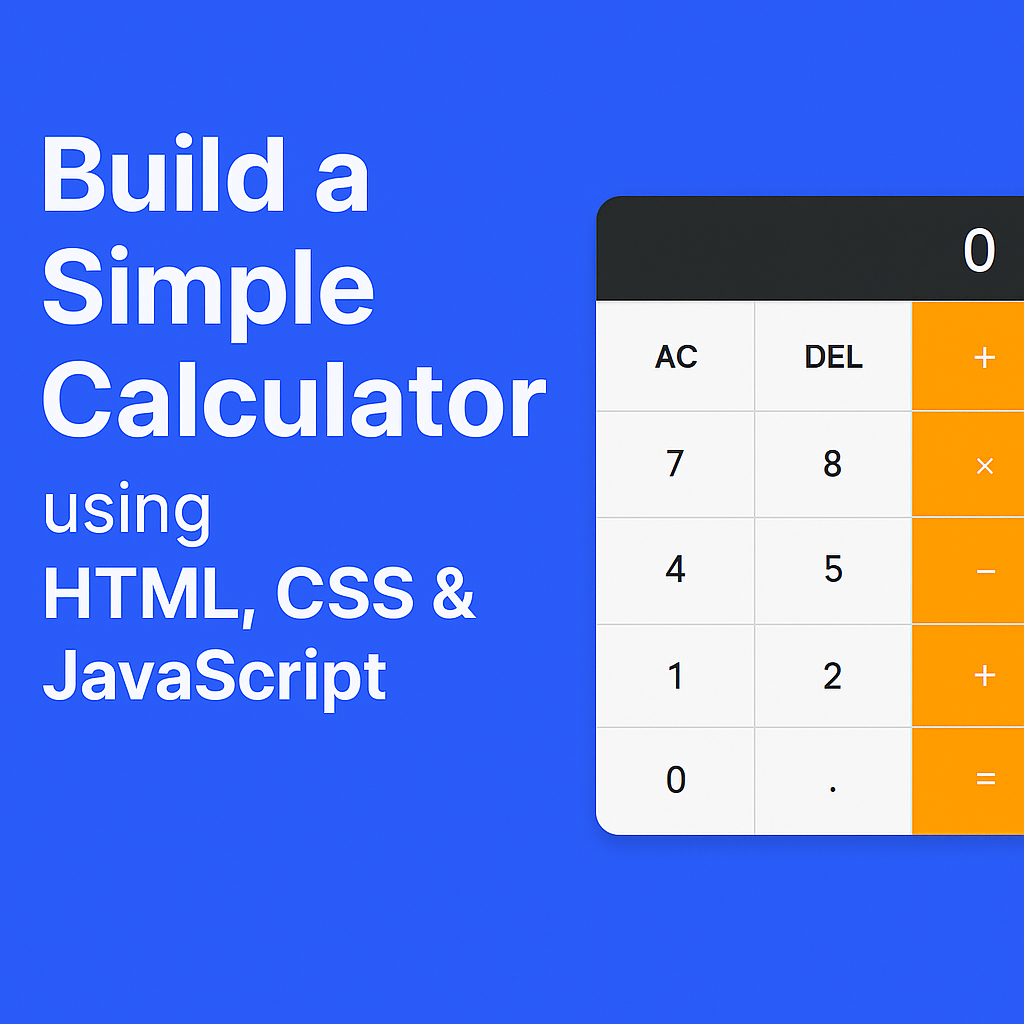 Build a
Simple
Calculator
using
HTML, CSS &
JavaScript
0
AC DEL +
7 8 ×
4 5 −
1 2 +
0 . =